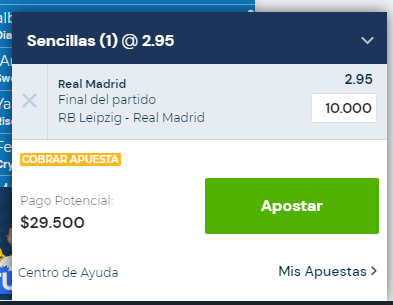 Sencillas (1) @ 2.95
Real Madrid
2.95
Final del partido
10.000
RB Leipzig - Real Madrid
COBRAR APUESTA
Pago Potencial:
$29.500
Apostar
Centro de Ayuda
Mis Apuestas >